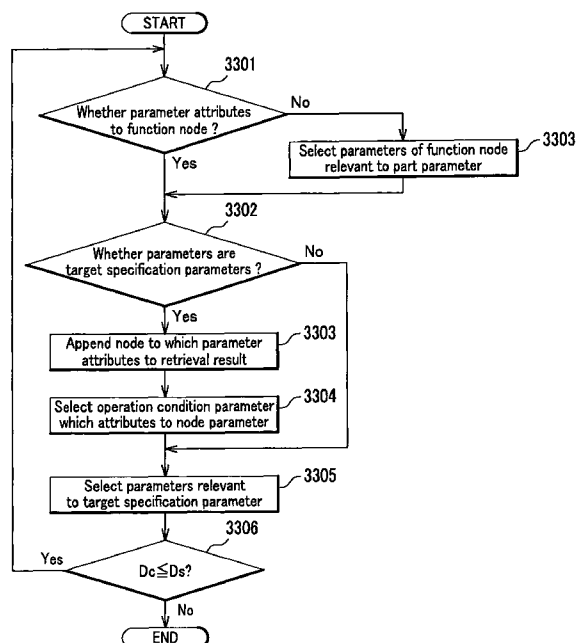 START
3301
Whether parameter attributes
to function node ?
No
Yes
Select parameters of function node
relevant to part parameter
3303
3302
Whether parameters are
target specification parameters ?
No
Yes
Append node to which parameter
attributes to retrieval result
3303
Select operation condition parameter
which attributes to node parameter
3304
Select parameters relevant
to target specification parameter
3305
3306
Yes
Dc≦Ds?
No
END